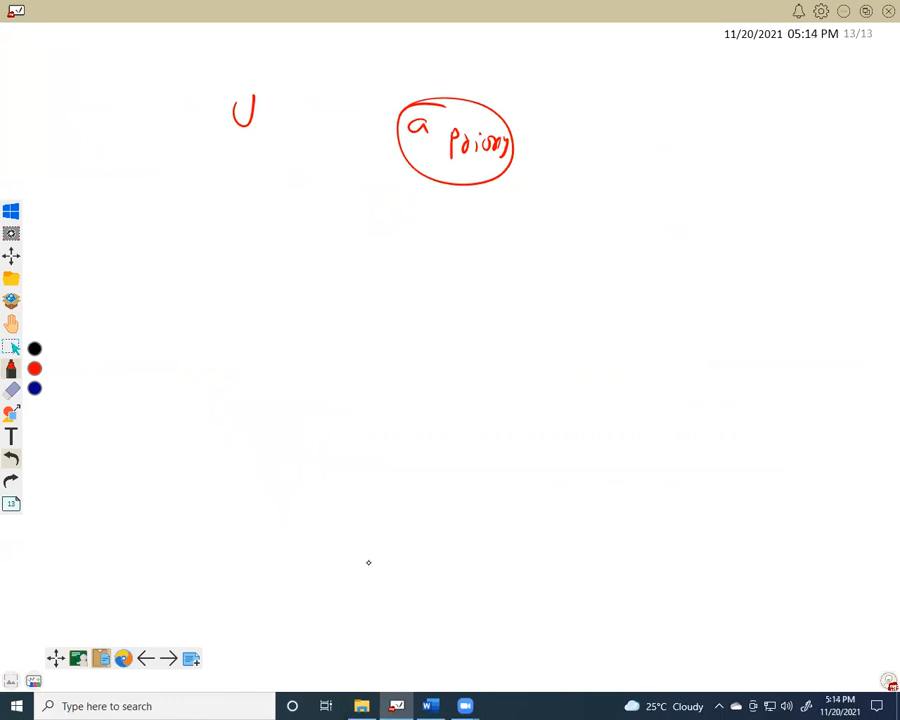 11/20/2021 05:14 PM 13/13
U
a
T
13
Type here to search
25°C Cloudy
5:14 PM
11/20/2021